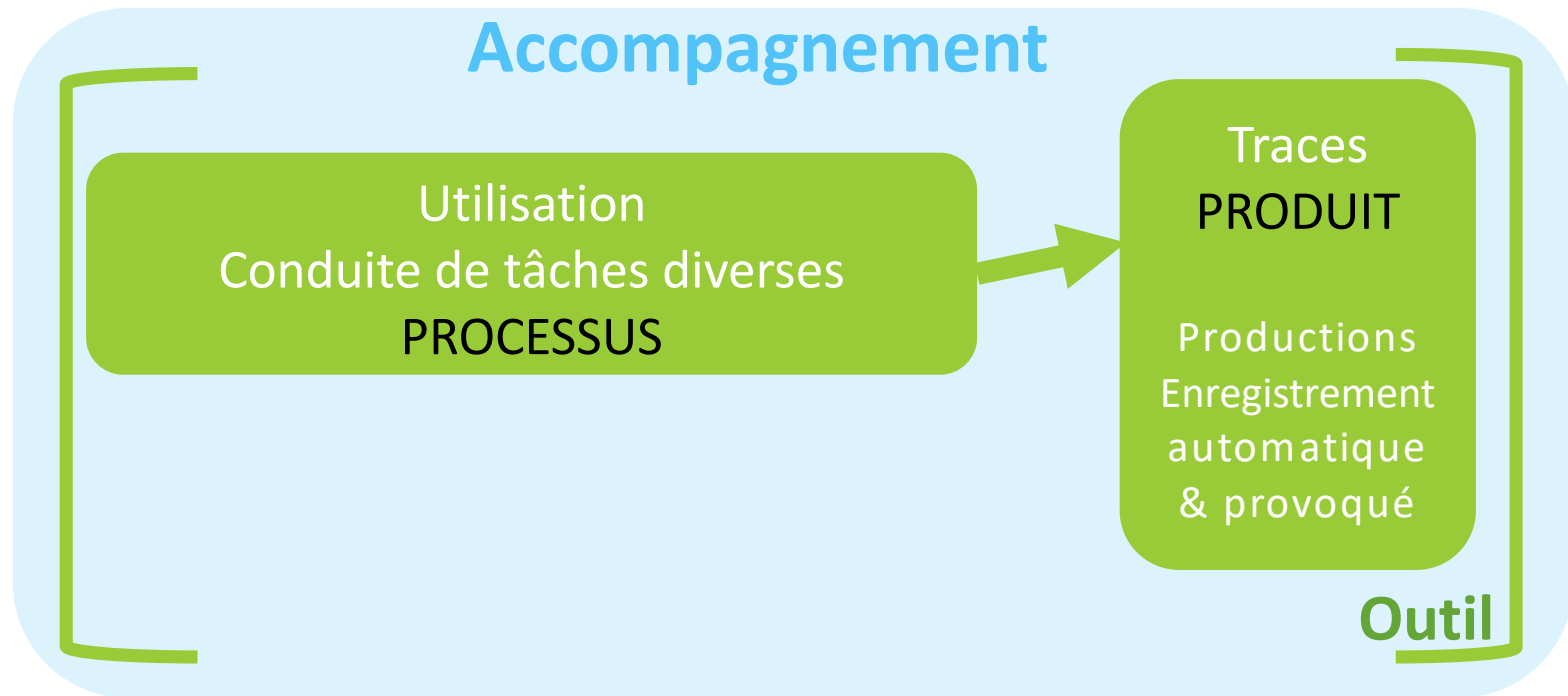 Accompagnement
Utilisation
Conduite de tâches diverses
PROCESSUS
Traces
PRODUIT
Productions
Enregistrement
automatique
& provoqué
Outil